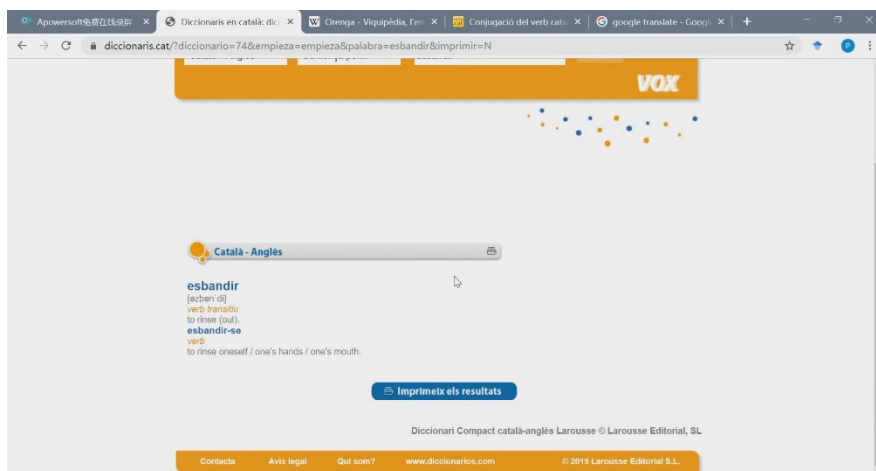 Apowersoft免费在线录屏
Diccionaris en català: dicc
Orenga - Viquipèdia, l'en
Conjugació del verb cata
google translate - Googl
diccionaris.cat/?diccionario=74&empieza=empieza&palabra=esbandir&imprimir=N
VOX
Català - Anglès
esbandir
verb transitiu
to rinse (out).
esbandir-se
verb
to rinse oneself / one's hands / one's mouth.
Imprimeix els resultats
Diccionari Compact català-anglès Larousse © Larousse Editorial, SL
Contacta
Avís legal
Qui som?
www.diccionarios.com
© 2019 Larousse Editorial S.L.